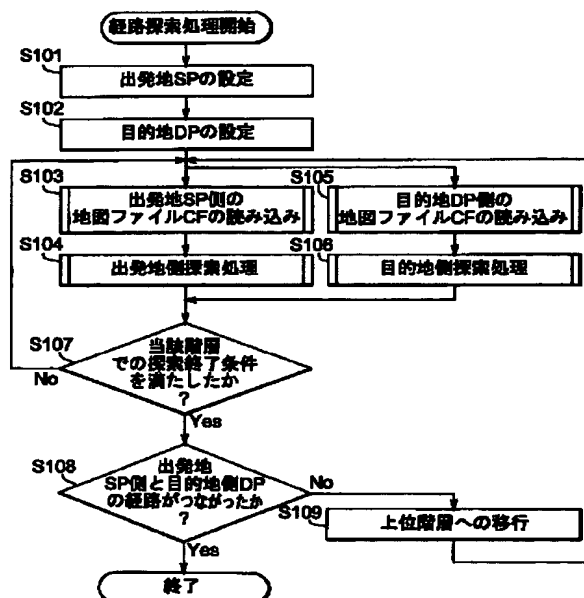 経路探索処理開始
S101
出発地SPの設定
S102
目的地DPの設定
S103
出発地SP側の
地図ファイルCFの読み込み
S105
目的地DP側の
地図ファイルCFの読み込み
S104
出発地側探索処理
S106
目的地側探索処理
S107
当該階層
での探索終了条件
を満たしたか
?
No
Yes
S108
出発地
SP側と目的地側DP
の経路がつながったか
?
No
S109
上位階層への移行
Yes
終了